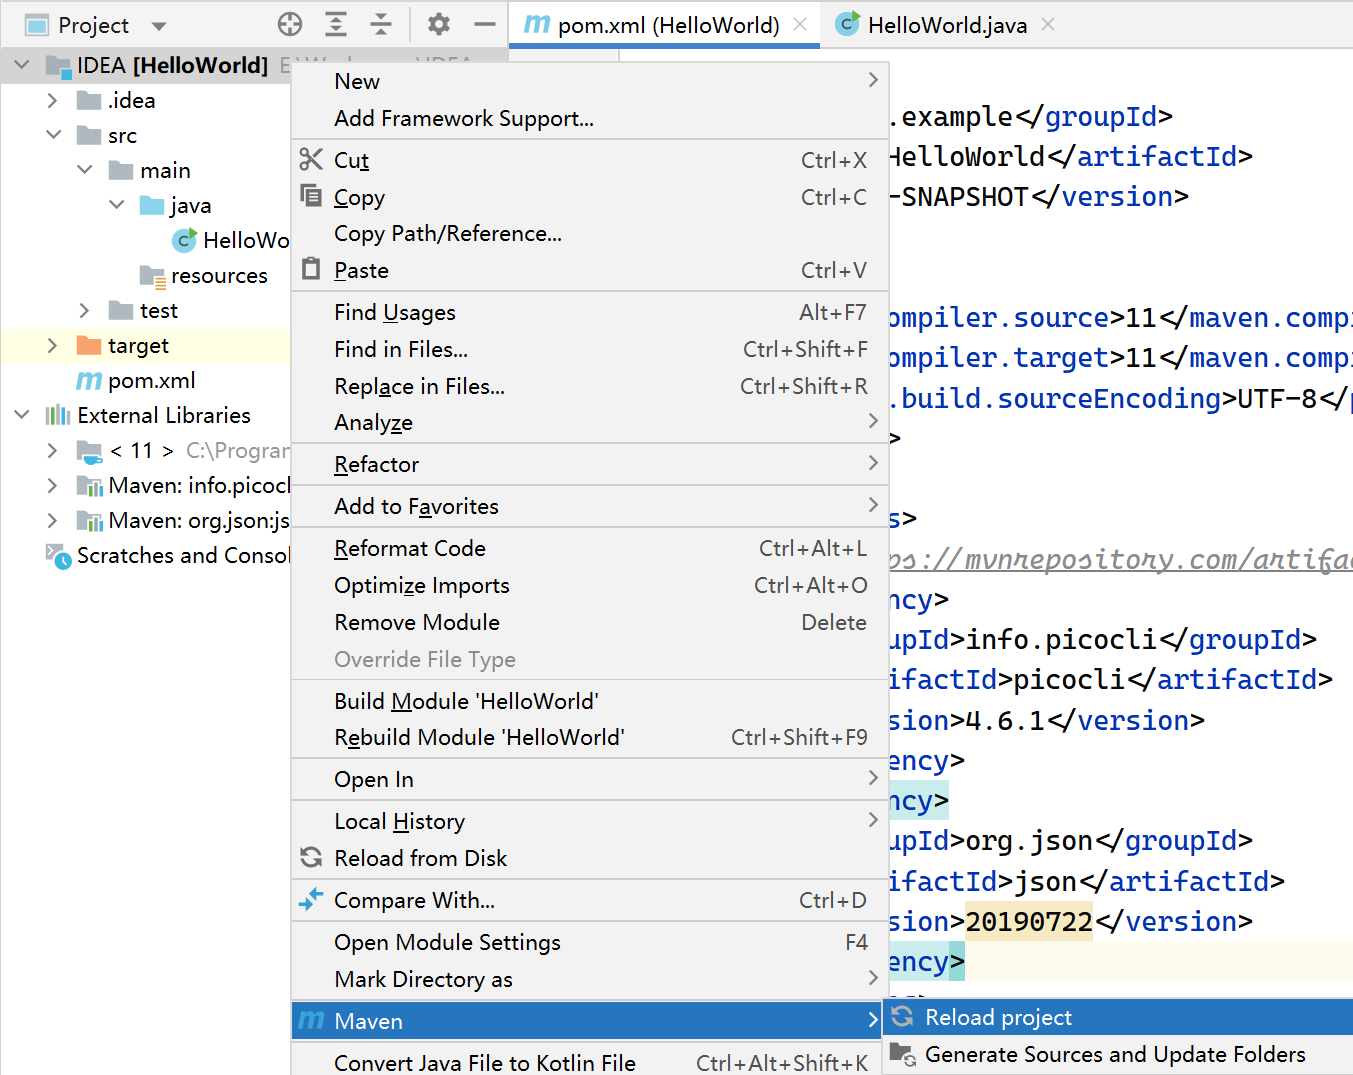 Project
pom.xml (HelloWorld)
HelloWorld.java
IDEA [HelloWorld]
.idea
src
main
java
HelloWo
resources
test
target
pom.xml
External Libraries
< 11 > C:\Progran
Maven: info.picocl
Maven: org.json:js
Scratches and Consol
New
Add Framework Support...
Cut Ctrl+X
Copy Ctrl+C
Copy Path/Reference...
Paste Ctrl+V
Find Usages Alt+F7
Find in Files... Ctrl+Shift+F
Replace in Files... Ctrl+Shift+R
Analyze
Refactor
Add to Favorites
Reformat Code Ctrl+Alt+L
Optimize Imports Ctrl+Alt+O
Remove Module Delete
Override File Type
Build Module 'HelloWorld'
Rebuild Module 'HelloWorld' Ctrl+Shift+F9
Open In
Local History
Reload from Disk
Compare With... Ctrl+D
Open Module Settings F4
Mark Directory as
Maven
Convert Java File to Kotlin File Ctrl+Alt+Shift+K
Reload project
Generate Sources and Update Folders
.example</groupId>
HelloWorld</artifactId>
-SNAPSHOT</version>
ompiler.source>11</maven.compi
ompiler.target>11</maven.compi
.build.sourceEncoding>UTF-8</p
>
s>
ps://mvnrepository.com/artifac
ncy>
upId>info.picocli</groupId>
ifactId>picocli</artifactId>
sion>4.6.1</version>
ency>
ncy>
upId>org.json</groupId>
ifactId>json</artifactId>
sion>20190722</version>
ency>